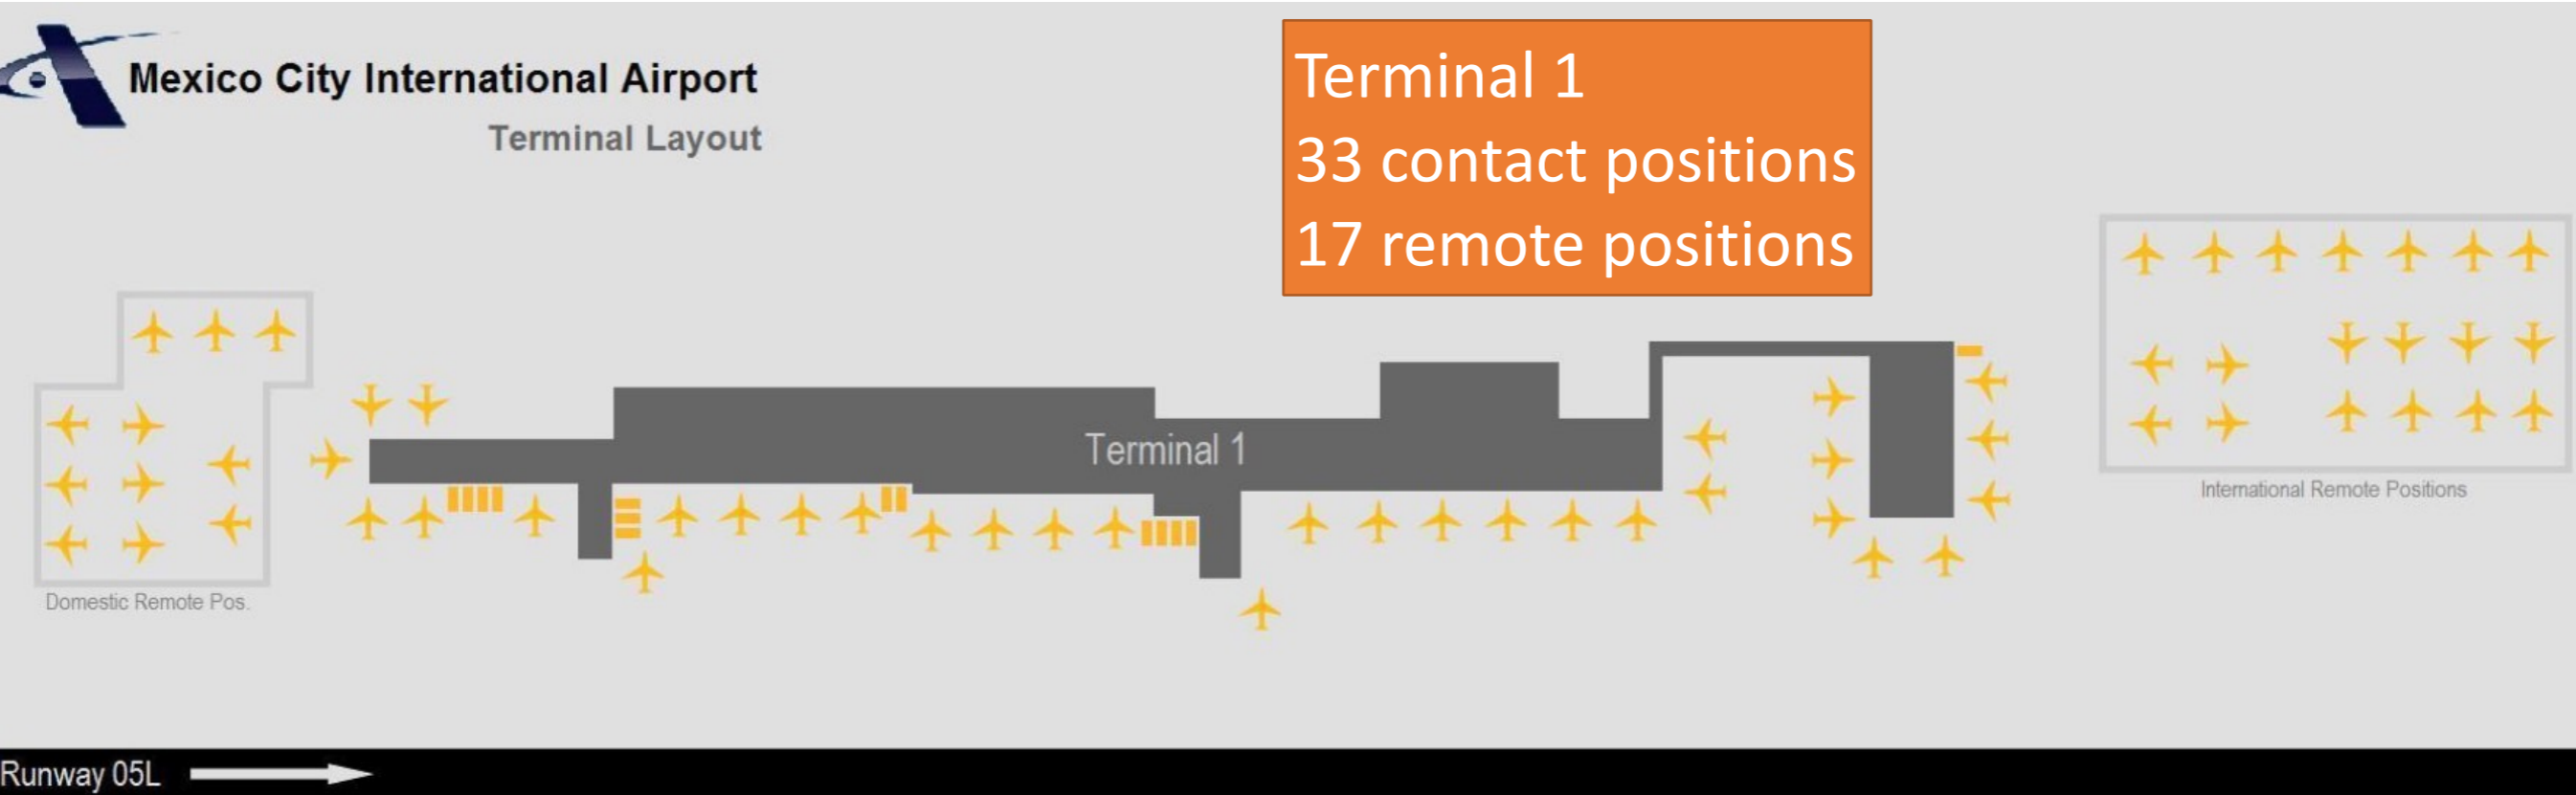 Mexico City International Airport
Terminal Layout
Terminal 1
33 contact positions
17 remote positions
Terminal 1
International Remote Positions
Domestic Remote Pos.
Runway 05L